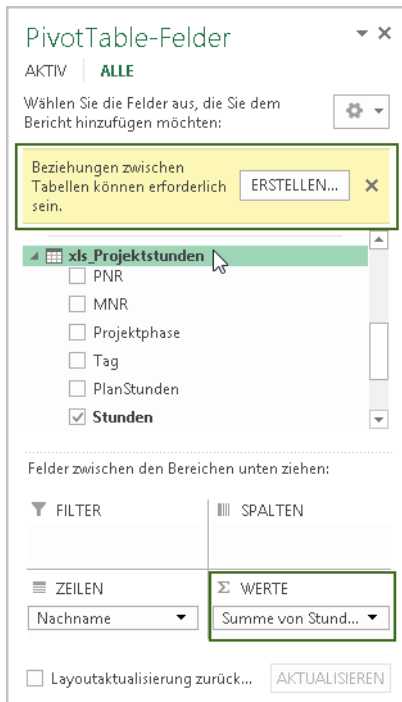 PivotTable-Felder
AKTIV ALLE
Wählen Sie die Felder aus, die Sie dem
Bericht hinzufügen möchten:
Beziehungen zwischen
Tabellen können erforderlich
sein.
ERSTELLEN...
xls_Projektstunden
PNR
MNR
Projektphase
Tag
PlanStunden
Stunden
Felder zwischen den Bereichen unten ziehen:
FILTER
SPALTEN
ZEILEN
WERTE
Nachname
Summe von Stund...
Layoutaktualisierung zurück...
AKTUALISIEREN